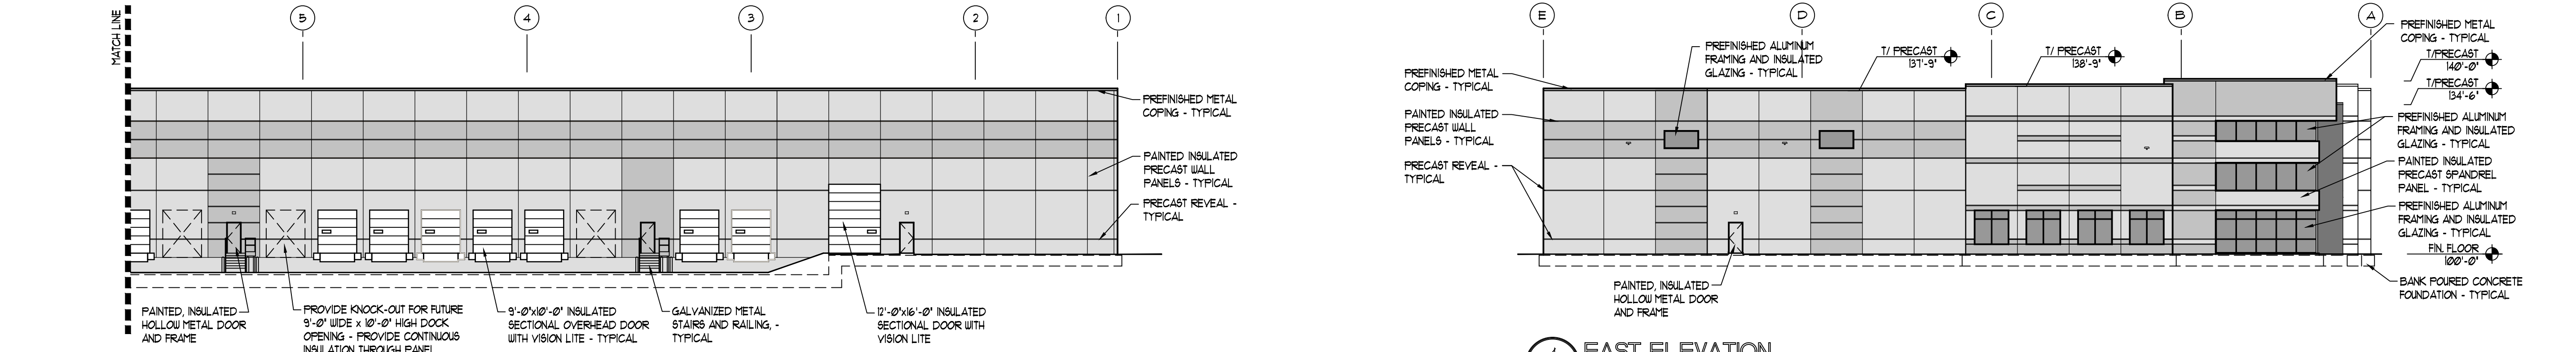 MATCH LINE
5
4
3
2
1
PREFINISHED METAL
COPING - TYPICAL
PAINTED INSULATED
PRECAST WALL
PANELS - TYPICAL
PRECAST REVEAL -
TYPICAL
PAINTED, INSULATED
HOLLOW METAL DOOR
AND FRAME
PROVIDE KNOCK-OUT FOR FUTURE
9'-0" WIDE x 10'-0" HIGH DOCK
OPENING - PROVIDE CONTINUOUS
INSULATION THROUGH PANEL
9'-0"x10'-0" INSULATED
SECTIONAL OVERHEAD DOOR
WITH VISION LITE - TYPICAL
GALVANIZED METAL
STAIRS AND RAILING, -
TYPICAL
12'-0"x16'-0" INSULATED
SECTIONAL DOOR WITH
VISION LITE
E
D
C
B
A
PREFINISHED METAL
COPING - TYPICAL
PAINTED INSULATED
PRECAST WALL
PANELS - TYPICAL
PRECAST REVEAL -
TYPICAL
PREFINISHED ALUMINUM
FRAMING AND INSULATED
GLAZING - TYPICAL
T/ PRECAST
137'-9"
T/ PRECAST
138'-9"
PREFINISHED METAL
COPING - TYPICAL
T/PRECAST
140'-0"
T/PRECAST
134'-6"
PREFINISHED ALUMINUM
FRAMING AND INSULATED
GLAZING - TYPICAL
PAINTED INSULATED
PRECAST SPANDREL
PANEL - TYPICAL
PREFINISHED ALUMINUM
FRAMING AND INSULATED
GLAZING - TYPICAL
FIN. FLOOR
100'-0"
BANK POURED CONCRETE
FOUNDATION - TYPICAL
PAINTED, INSULATED
HOLLOW METAL DOOR
AND FRAME
EAST ELEVATION